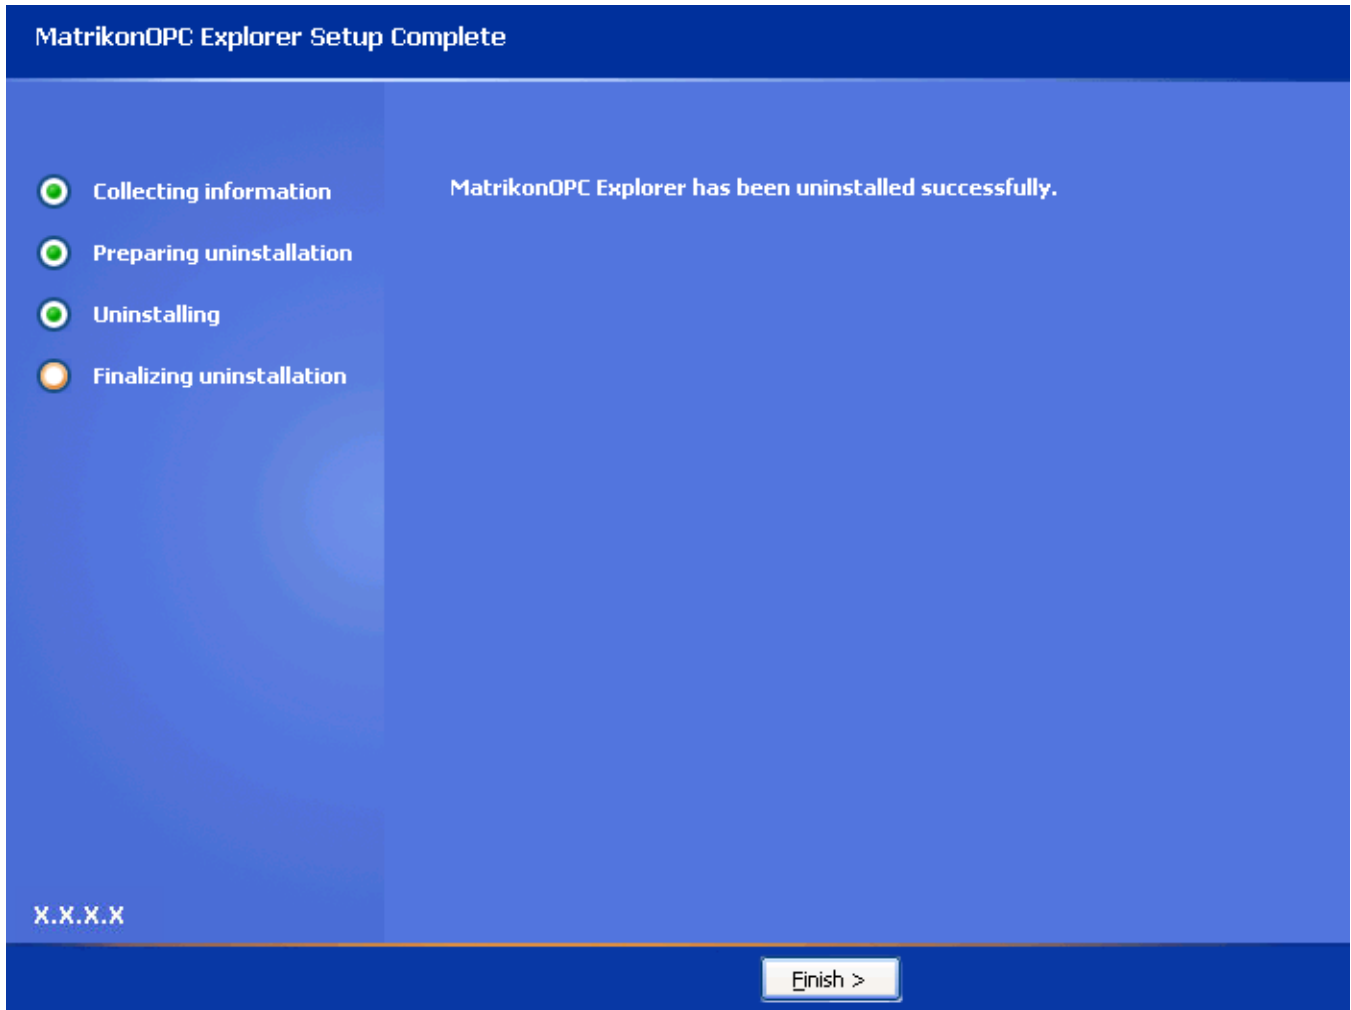 MatrikonOPC Explorer Setup Complete
Collecting information
Preparing uninstallation
Uninstalling
Finalizing uninstallation
MatrikonOPC Explorer has been uninstalled successfully.
X.X.X.X
Finish >